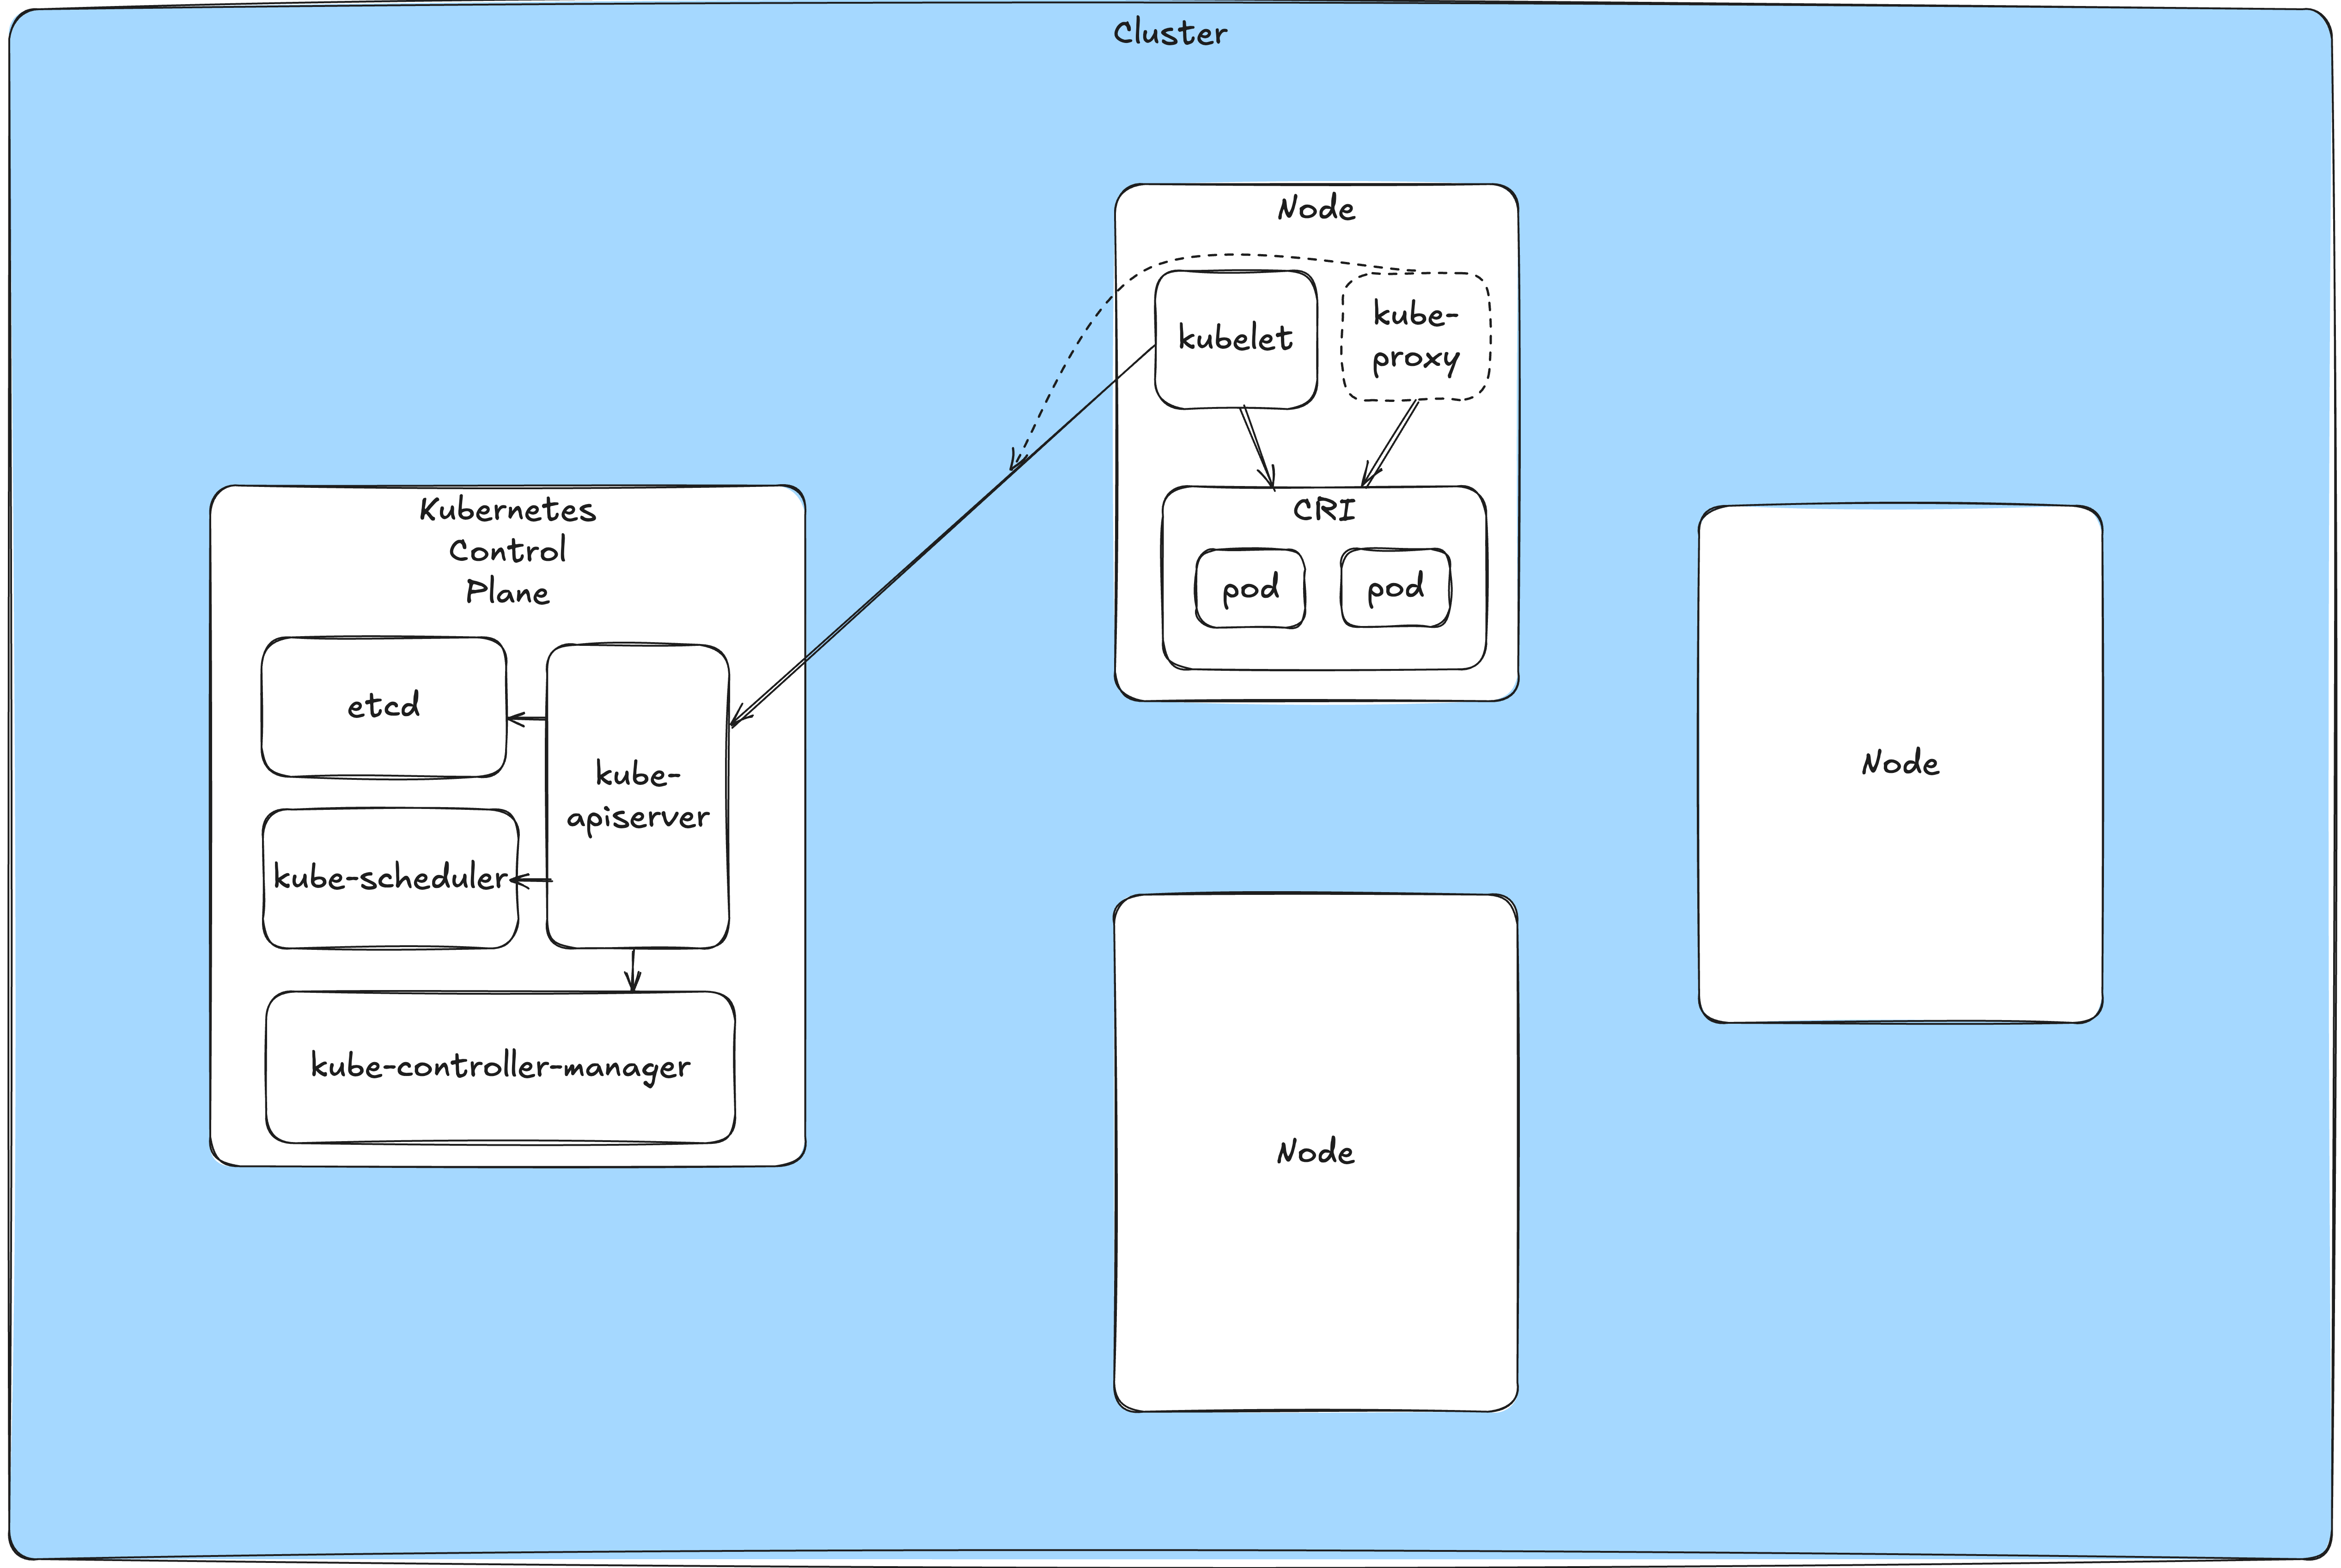 Cluster
Node
kubelet
kube-
proxy
CRI
pod
pod
Kubernetes
Control
Plane
etcd
kube-
apiserver
kube-scheduler
kube-controller-manager
Node
Node